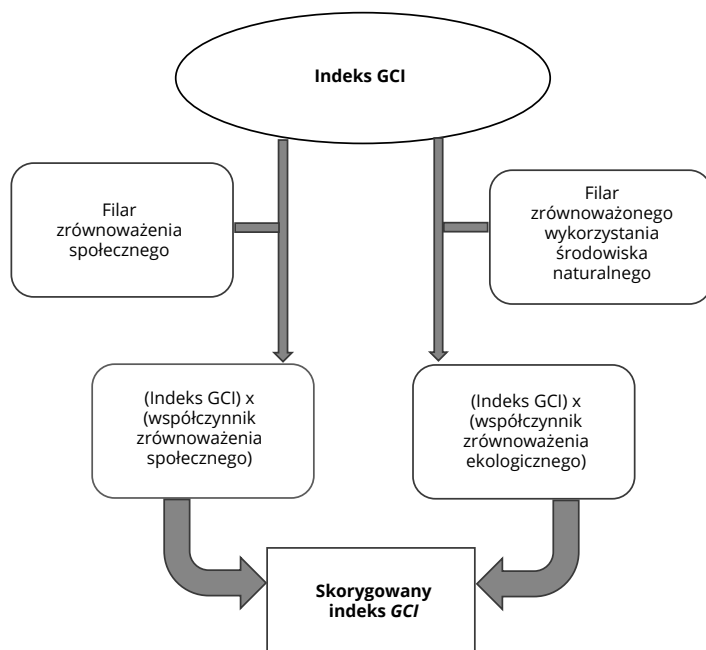 Indeks GCI
Filar
zrównoważenia
społecznego
Filar
zrównoważonego
wykorzystania
środowiska
naturalnego
(Indeks GCI) x
(współczynnik
zrównoważenia
społecznego)
(Indeks GCI) x
(współczynnik
zrównoważenia
ekologicznego)
Skorygowany
indeks GCI